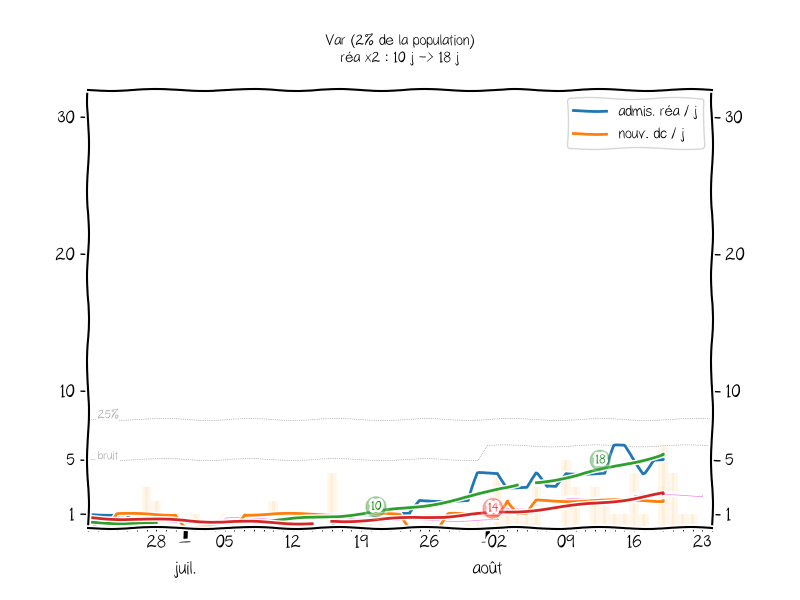 Var (2% de la population)
réa x2 : 10 j -> 18 j
admis. réa / j
nouv. dc / j
30
30
20
20
10
10
25%
bruit
5
5
18
10
14
1
1
28 05 12 19 26 02 09 16 23
juil. août